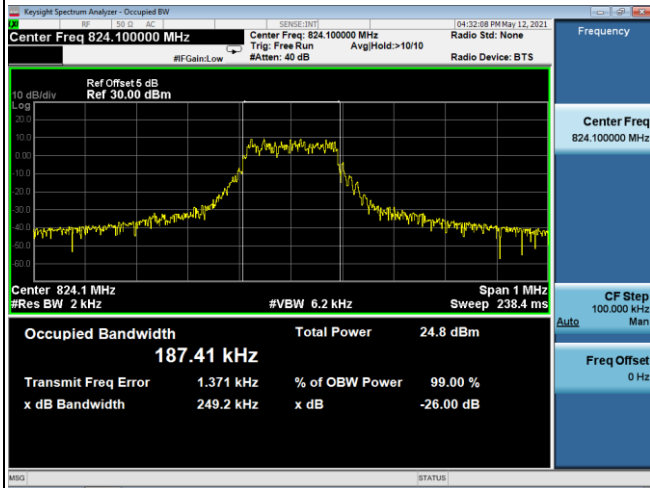 Keysight Spectrum Analyzer - Occupied BW
RF 50 Ω AC SENSE:INT 04:32:08 PM May 12, 2021
Center Freq 824.100000 MHz Center Freq: 824.100000 MHz Radio Std: None
Trig: Free Run Avg|Hold:>10/10
#IFGain:Low #Atten: 40 dB Radio Device: BTS
Frequency
Ref Offset 5 dB
10 dB/div Ref 30.00 dBm
Log
20.0
10.0
0.00
-10.0
-20.0
-30.0
-40.0
-50.0
-60.0
Center 824.1 MHz Span 1 MHz
#Res BW 2 kHz #VBW 6.2 kHz Sweep 238.4 ms
Occupied Bandwidth Total Power 24.8 dBm
187.41 kHz
Transmit Freq Error 1.371 kHz % of OBW Power 99.00 %
x dB Bandwidth 249.2 kHz x dB -26.00 dB
Center Freq
824.100000 MHz
CF Step
100.000 kHz
Auto Man
Freq Offset
0 Hz
MSG STATUS